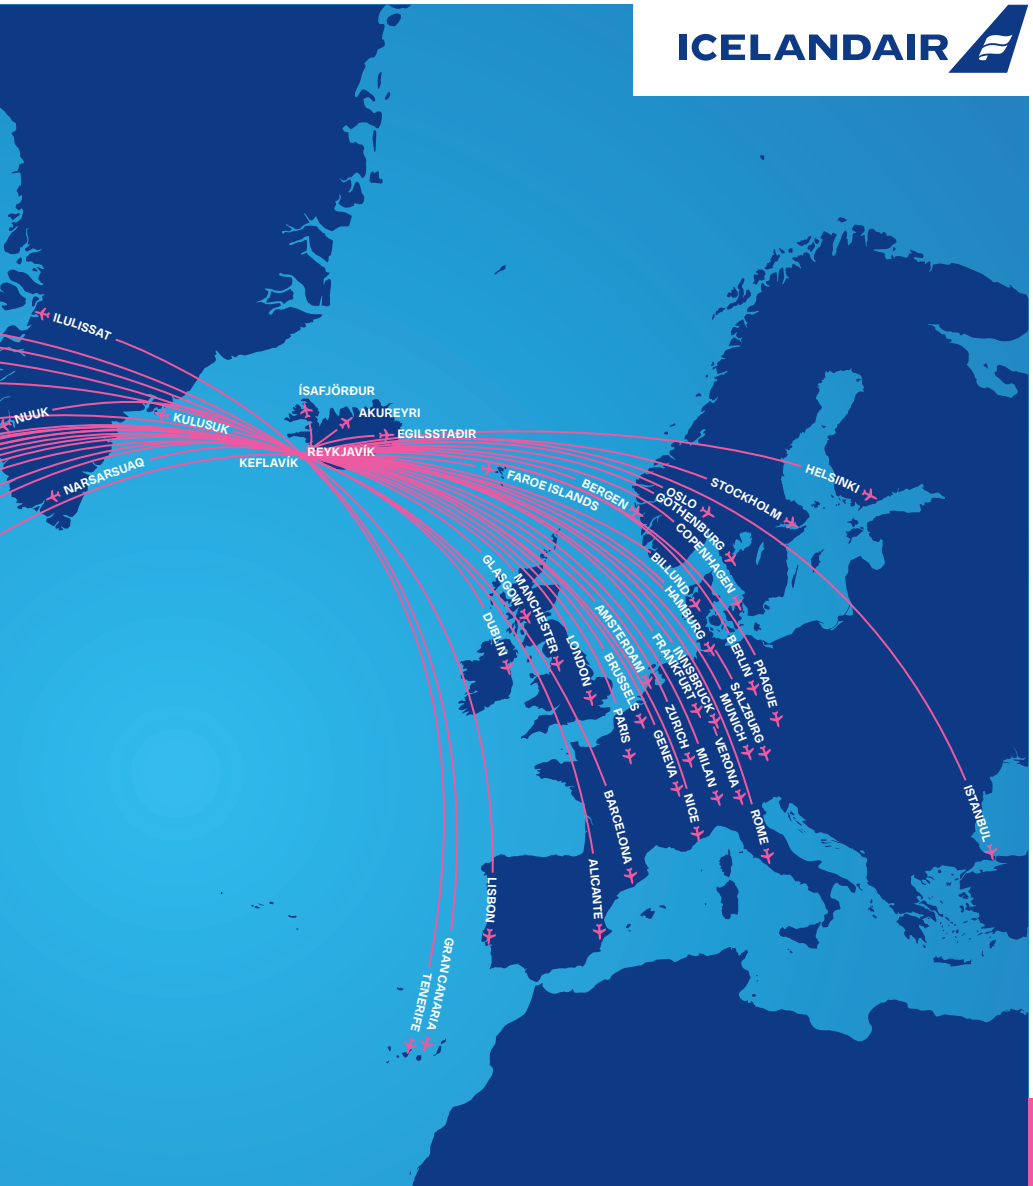 ICELANDAIR
ILULISSAT
NUUK
KULUSUK
NARSARSUAQ
ÍSAFJÖRÐUR
AKUREYRI
EGILSSTAÐIR
REYKJAVÍK
KEFLAVÍK
FAROE ISLANDS
BERGEN
OSLO
GOTHENBURG
COPENHAGEN
STOCKHOLM
HELSINKI
GLASGOW
MANCHESTER
DUBLIN
LONDON
BILLUND
HAMBURG
AMSTERDAM
BRUSSELS
PARIS
FRANKFURT
INNSBRUCK
BERLIN
PRAGUE
SALZBURG
MUNICH
ZURICH
GENEVA
MILAN
VERONA
NICE
ROME
BARCELONA
ALICANTE
LISBON
GRAN CANARIA
TENERIFE
ISTANBUL